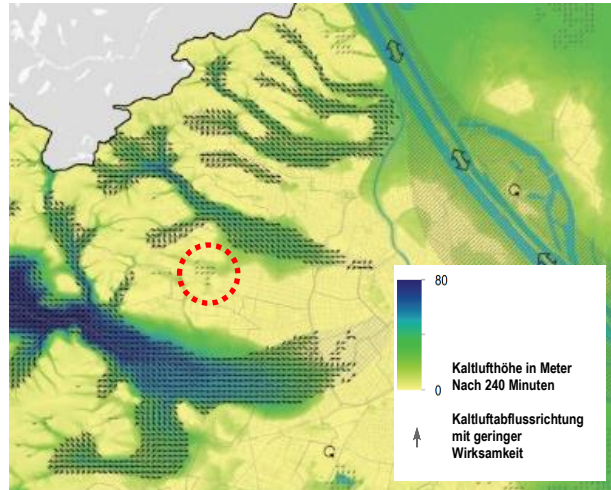 80
0
Kaltlufthöhe in Meter
Nach 240 Minuten
Kaltluftabflussrichtung
mit geringer
Wirksamkeit